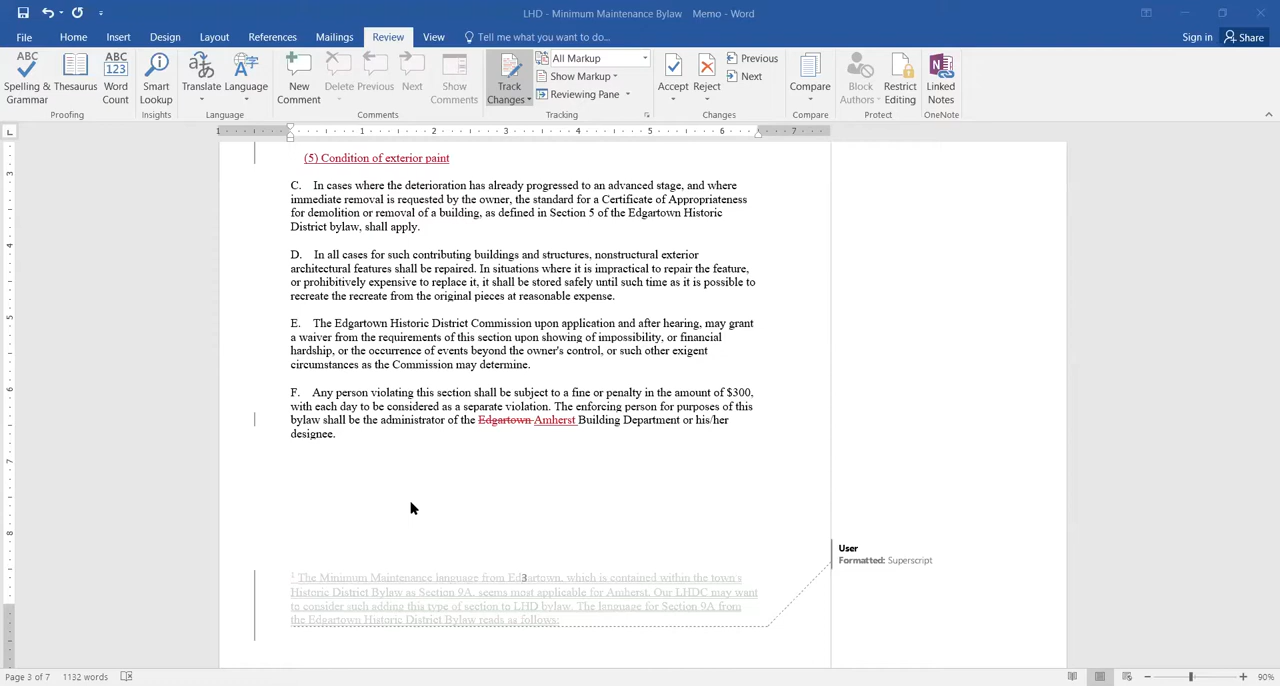 LHD - Minimum Maintenance Bylaw Memo - Word
File Home Insert Design Layout References Mailings Review View Tell me what you want to do... Sign in Share
Spelling & Grammar
Thesaurus
Word Count
Smart Lookup
Translate
Language
New Comment
Delete
Previous
Next
Show Comments
Track Changes
All Markup
Show Markup
Reviewing Pane
Accept
Reject
Previous
Next
Compare
Block Authors
Restrict Editing
Linked Notes
Proofing Insights Language Comments Tracking Changes Compare Protect OneNote
1 1 2 3 4 5 6 7
(5) Condition of exterior paint
C. In cases where the deterioration has already progressed to an advanced stage, and where
immediate removal is requested by the owner, the standard for a Certificate of Appropriateness
for demolition or removal of a building, as defined in Section 5 of the Edgartown Historic
District bylaw, shall apply.
D. In all cases for such contributing buildings and structures, nonstructural exterior
architectural features shall be repaired. In situations where it is impractical to repair the feature,
or prohibitively expensive to replace it, it shall be stored safely until such time as it is possible to
recreate the recreate from the original pieces at reasonable expense.
E. The Edgartown Historic District Commission upon application and after hearing, may grant
a waiver from the requirements of this section upon showing of impossibility, or financial
hardship, or the occurrence of events beyond the owner's control, or such other exigent
circumstances as the Commission may determine.
F. Any person violating this section shall be subject to a fine or penalty in the amount of $300,
with each day to be considered as a separate violation. The enforcing person for purposes of this
bylaw shall be the administrator of the Edgartown Amherst Building Department or his/her
designee.
User
Formatted: Superscript
3
The Minimum Maintenance language from Edgartown, which is contained within the town's
Historic District Bylaw as Section 9A, seems most applicable for Amherst. Our LHDC may want
to consider such adding this type of section to LHD bylaw. The language for Section 9A from
the Edgartown Historic District Bylaw reads as follows:
Page 3 of 7 1132 words 90%